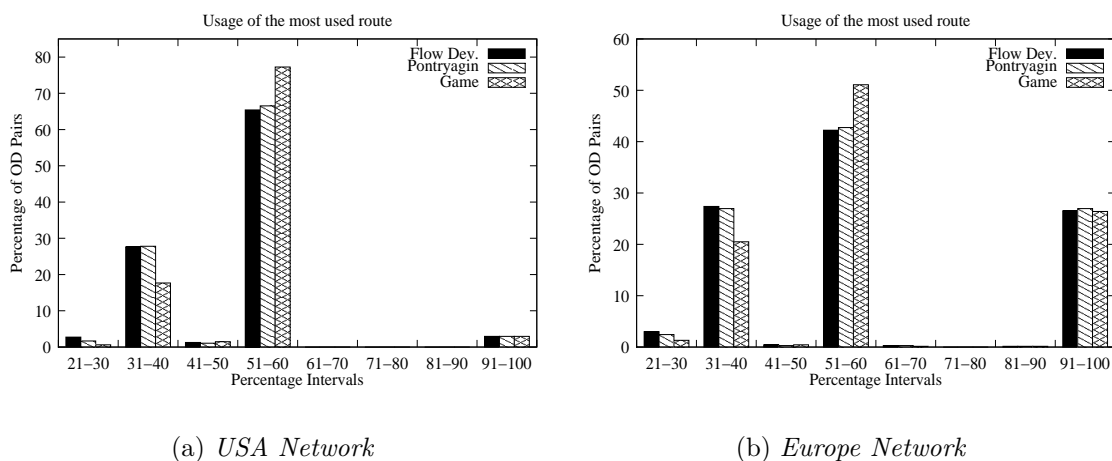 Usage of the most used route
Flow Dev.
Pontryagin
Game
Percentage of OD Pairs
80
70
60
50
40
30
20
10
0
21−30 31−40 41−50 51−60 61−70 71−80 81−90 91−100
Percentage Intervals
(a) USA Network
Usage of the most used route
Flow Dev.
Pontryagin
Game
Percentage of OD Pairs
60
50
40
30
20
10
0
21−30 31−40 41−50 51−60 61−70 71−80 81−90 91−100
Percentage Intervals
(b) Europe Network